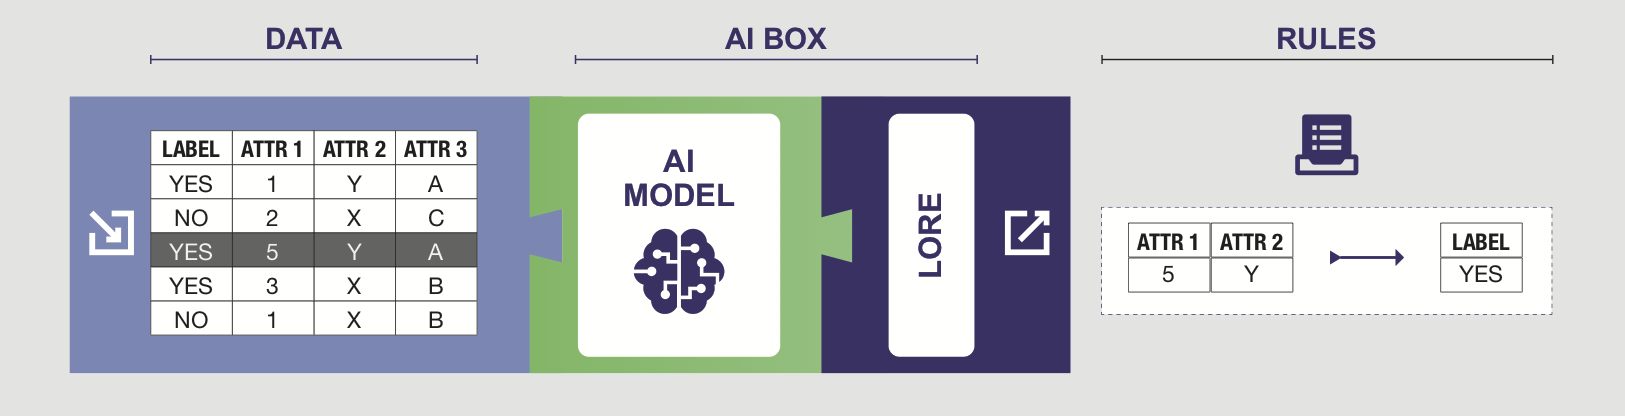 DATA
AI BOX
RULES
LABEL ATTR 1 ATTR 2 ATTR 3
YES 1 Y A
NO 2 X C
YES 5 Y A
YES 3 X B
NO 1 X B
AI
MODEL
LORE
ATTR 1 ATTR 2
5 Y
LABEL
YES